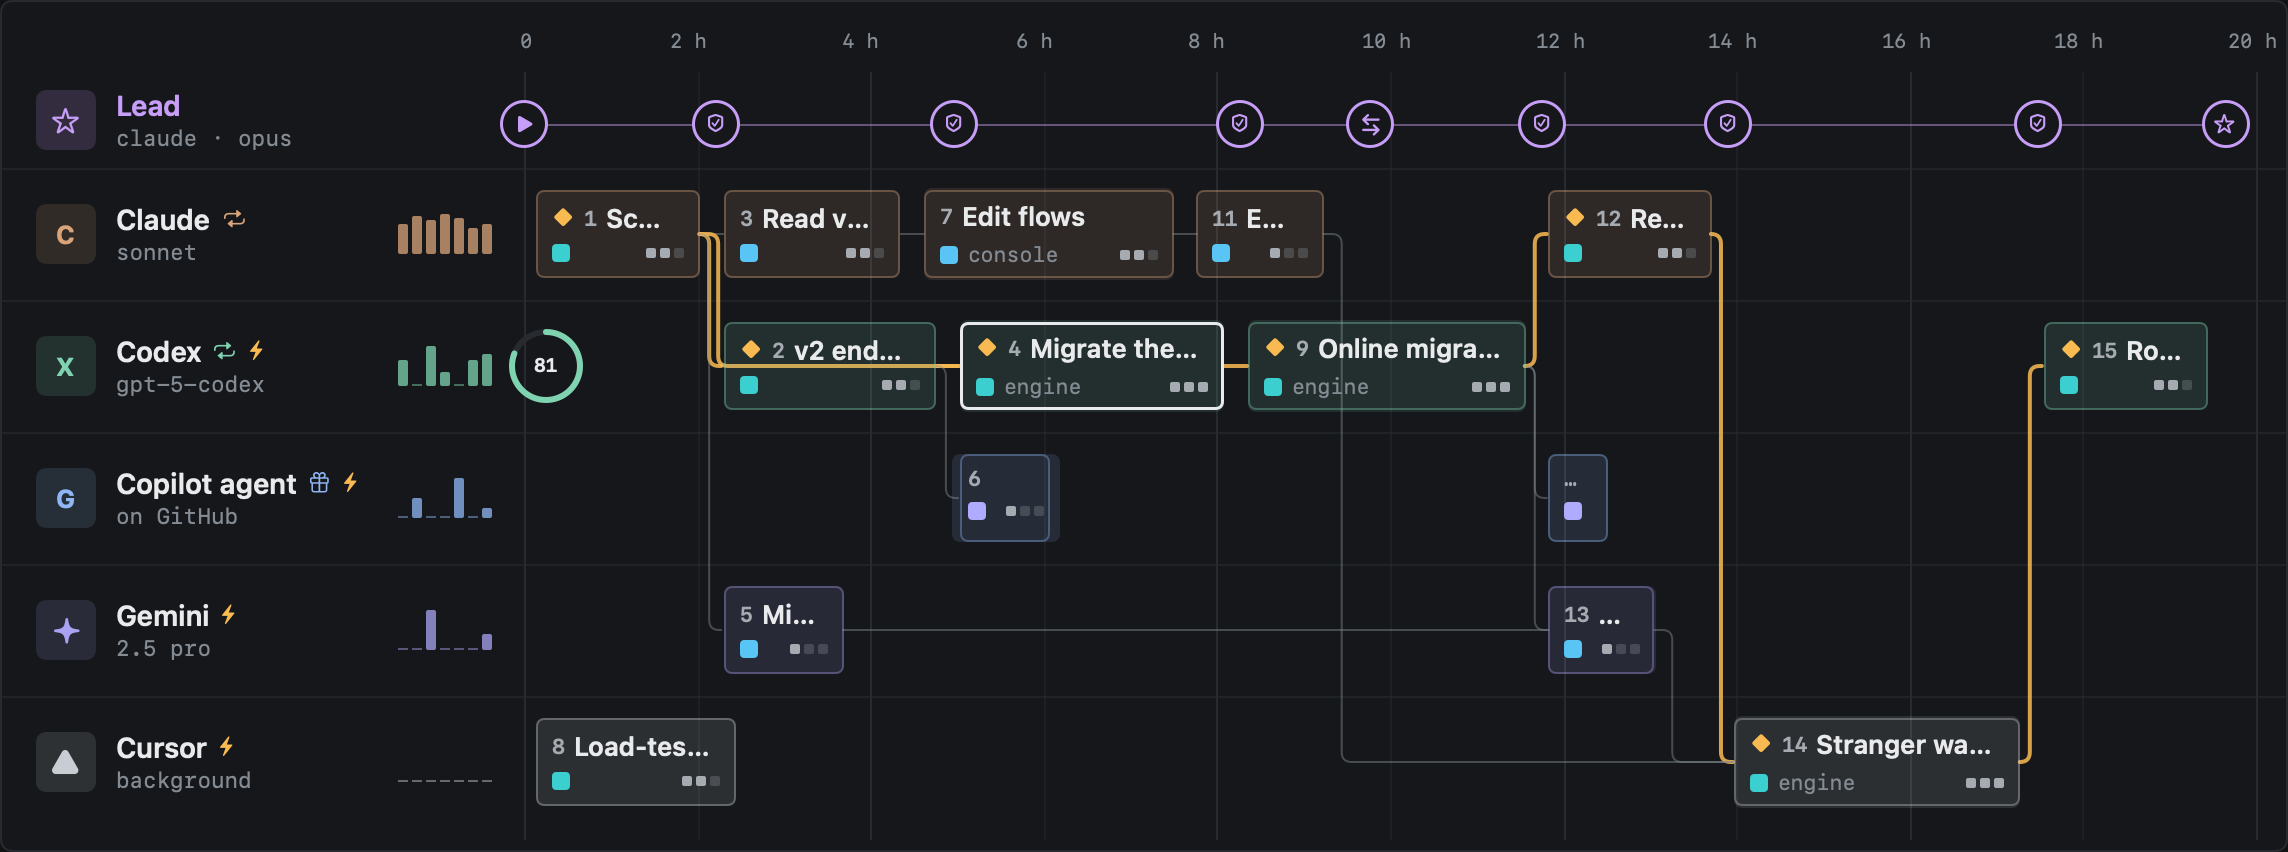 0 2 h 4 h 6 h 8 h 10 h 12 h 14 h 16 h 18 h 20 h
Lead
claude · opus
C
Claude
sonnet
1 Sc...
3 Read v...
7 Edit flows
console
11 E...
12 Re...
X
Codex
gpt-5-codex
81
2 v2 end...
4 Migrate the...
engine
9 Online migra...
engine
15 Ro...
G
Copilot agent
on GitHub
6
...
Gemini
2.5 pro
5 Mi...
13 ...
Cursor
background
8 Load-tes...
14 Stranger wa...
engine